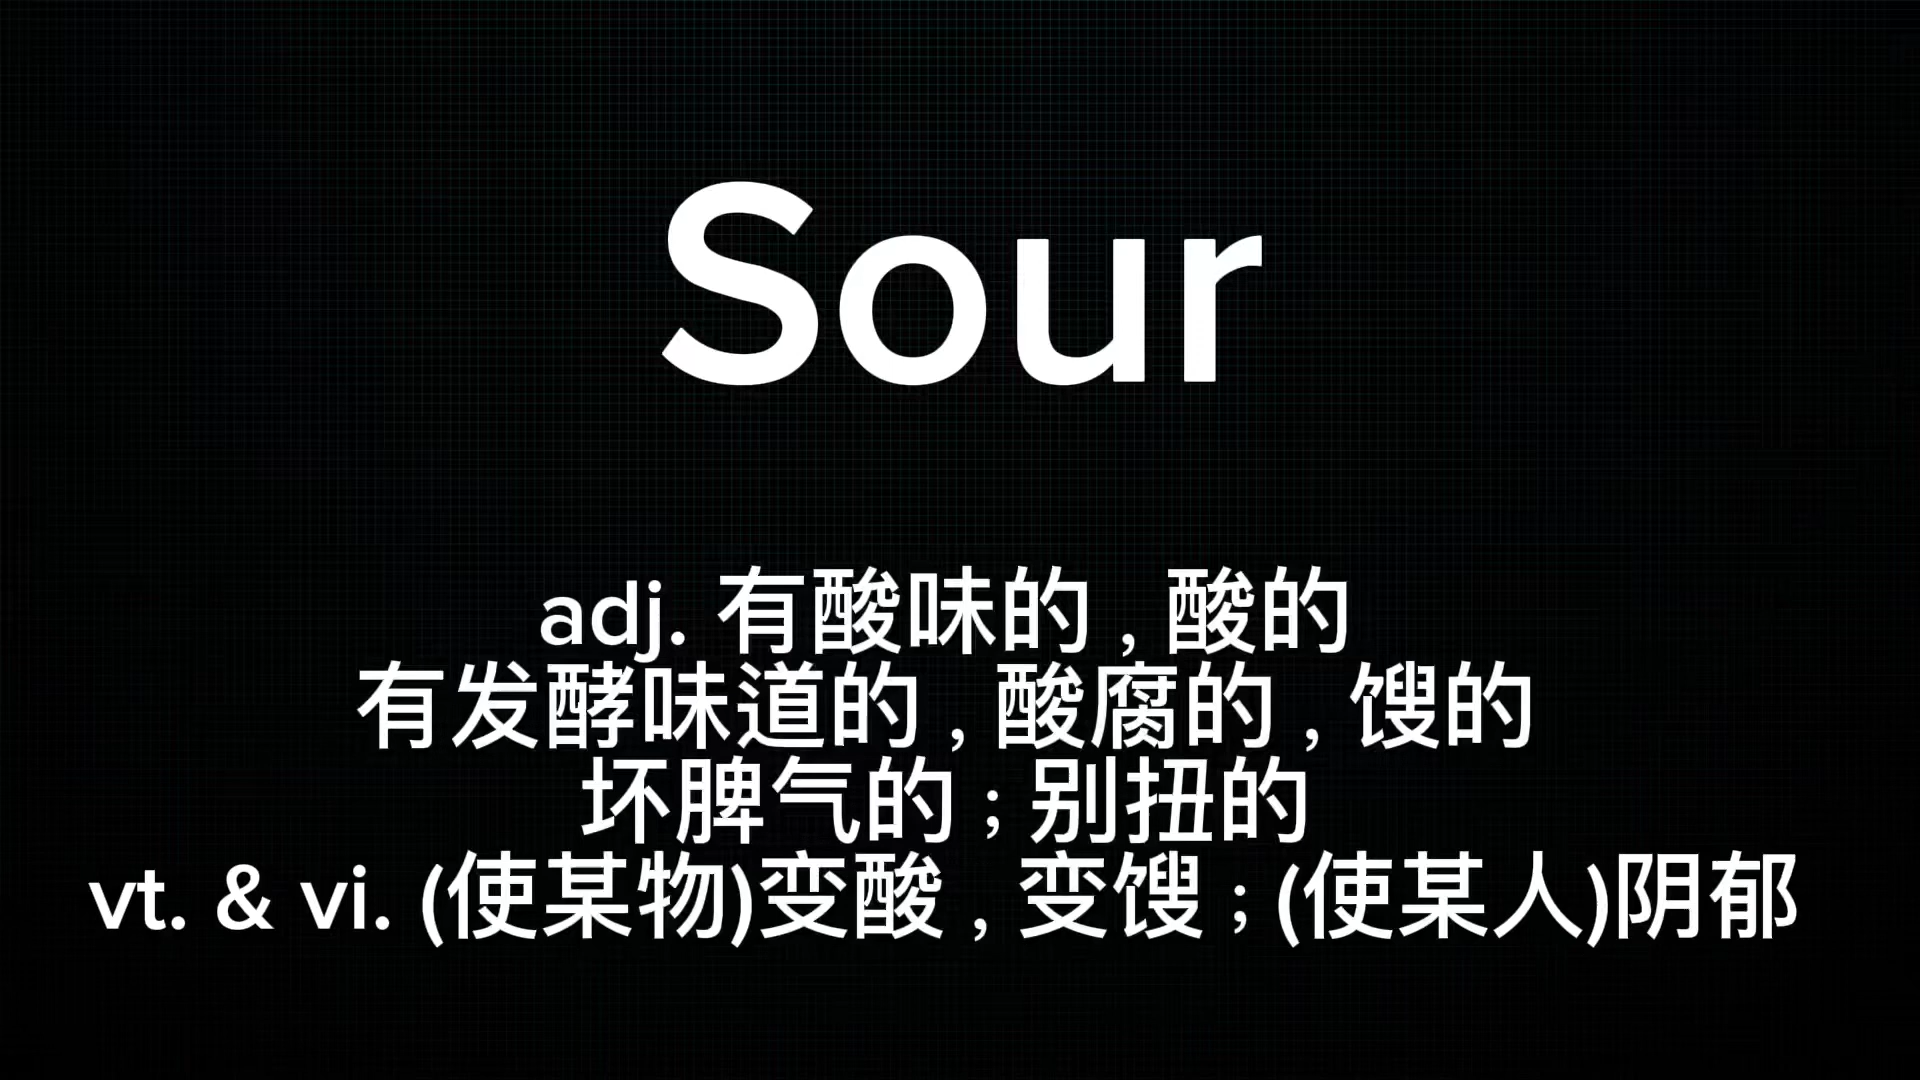 Sour
adj. 有酸味的 , 酸的
有发酵味道的 , 酸腐的 , 馊的
坏脾气的 ; 别扭的
vt. & vi. (使某物)变酸 , 变馊 ; (使某人)阴郁